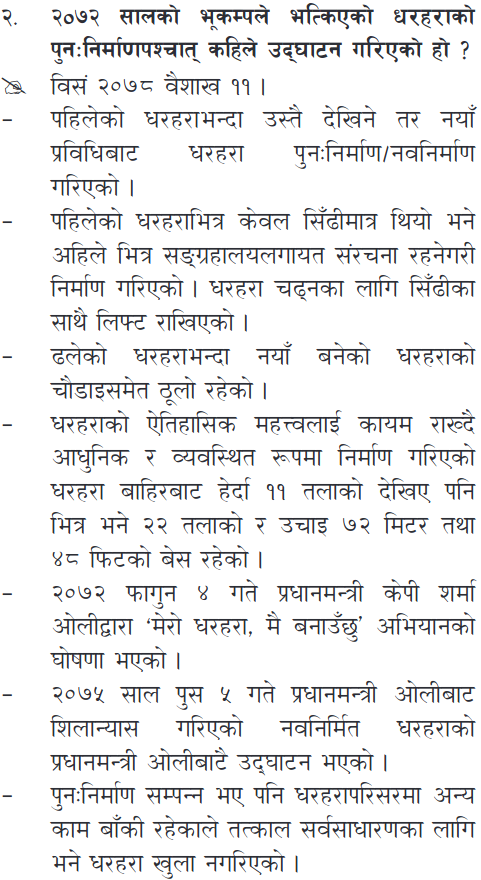 २. २०७२ सालको भूकम्पले भत्किएको धरहराको
पुनःनिर्माणपश्चात् कहिले उद्घाटन गरिएको हो ?
विसं २०७८ वैशाख ११ ।
– पहिलेको धरहराभन्दा उस्तै देखिने तर नयाँ
प्रविधिबाट धरहरा पुनःनिर्माण/नवनिर्माण
गरिएको ।
– पहिलेको धरहराभित्र केवल सिँढीमात्र थियो भने
अहिले भित्र सङ्ग्रहालयलगायत संरचना रहनेगरी
निर्माण गरिएको । धरहरा चढ्नका लागि सिँढीका
साथै लिफ्ट राखिएको ।
– ढलेको धरहराभन्दा नयाँ बनेको धरहराको
चौडाइसमेत ठूलो रहेको ।
– धरहराको ऐतिहासिक महत्त्वलाई कायम राख्दै
आधुनिक र व्यवस्थित रूपमा निर्माण गरिएको
धरहरा बाहिरबाट हेर्दा ११ तलाको देखिए पनि
भित्र भने २२ तलाको र उचाइ ७२ मिटर तथा
४८ फिटको बेस रहेको ।
– २०७२ फागुन ४ गते प्रधानमन्त्री केपी शर्मा
ओलीद्वारा ‘मेरो धरहरा, मै बनाउँछु’ अभियानको
घोषणा भएको ।
– २०७५ साल पुस ५ गते प्रधानमन्त्री ओलीबाट
शिलान्यास गरिएको नवनिर्मित धरहराको
प्रधानमन्त्री ओलीबाटै उद्घाटन भएको ।
– पुनःनिर्माण सम्पन्न भए पनि धरहरापरिसरमा अन्य
काम बाँकी रहेकाले तत्काल सर्वसाधारणका लागि
भने धरहरा खुला नगरिएको ।